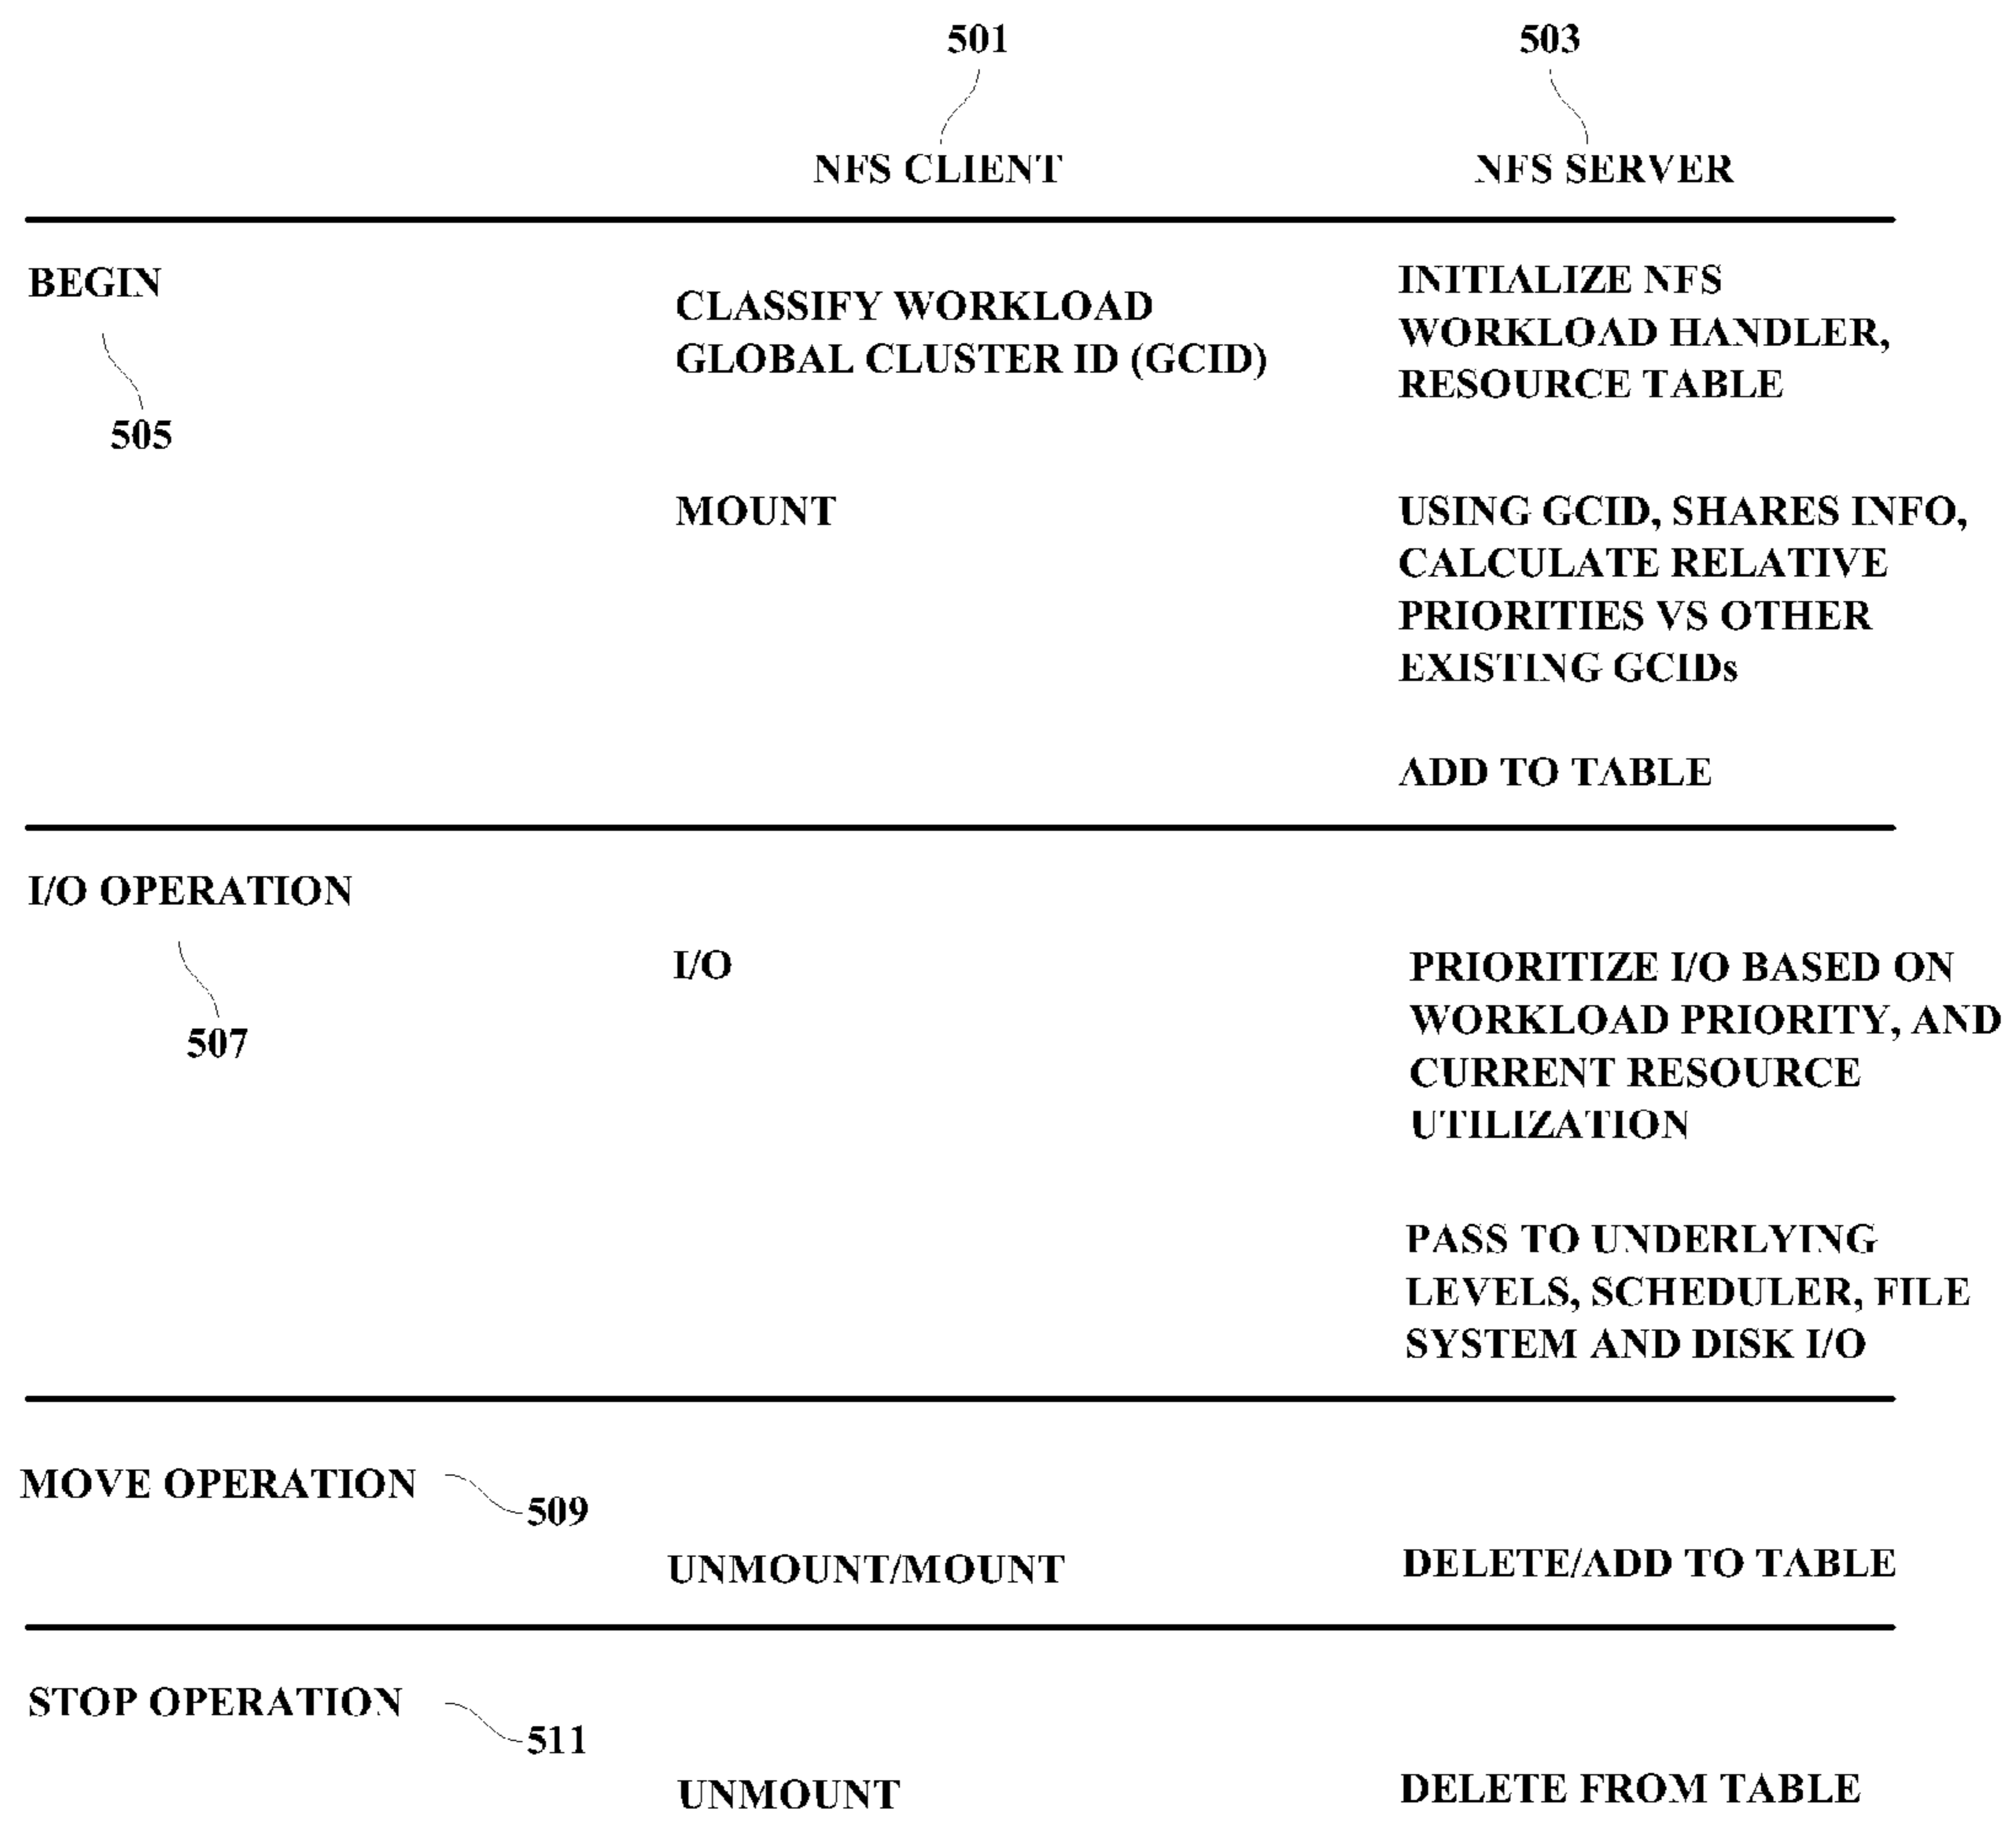 501 503
NFS CLIENT NFS SERVER
BEGIN
505
CLASSIFY WORKLOAD
GLOBAL CLUSTER ID (GCID)
INITIALIZE NFS
WORKLOAD HANDLER,
RESOURCE TABLE
MOUNT
USING GCID, SHARES INFO,
CALCULATE RELATIVE
PRIORITIES VS OTHER
EXISTING GCIDs
ADD TO TABLE
I/O OPERATION
507
I/O
PRIORITIZE I/O BASED ON
WORKLOAD PRIORITY, AND
CURRENT RESOURCE
UTILIZATION
PASS TO UNDERLYING
LEVELS, SCHEDULER, FILE
SYSTEM AND DISK I/O
MOVE OPERATION
509
UNMOUNT/MOUNT
DELETE/ADD TO TABLE
STOP OPERATION
511
UNMOUNT
DELETE FROM TABLE